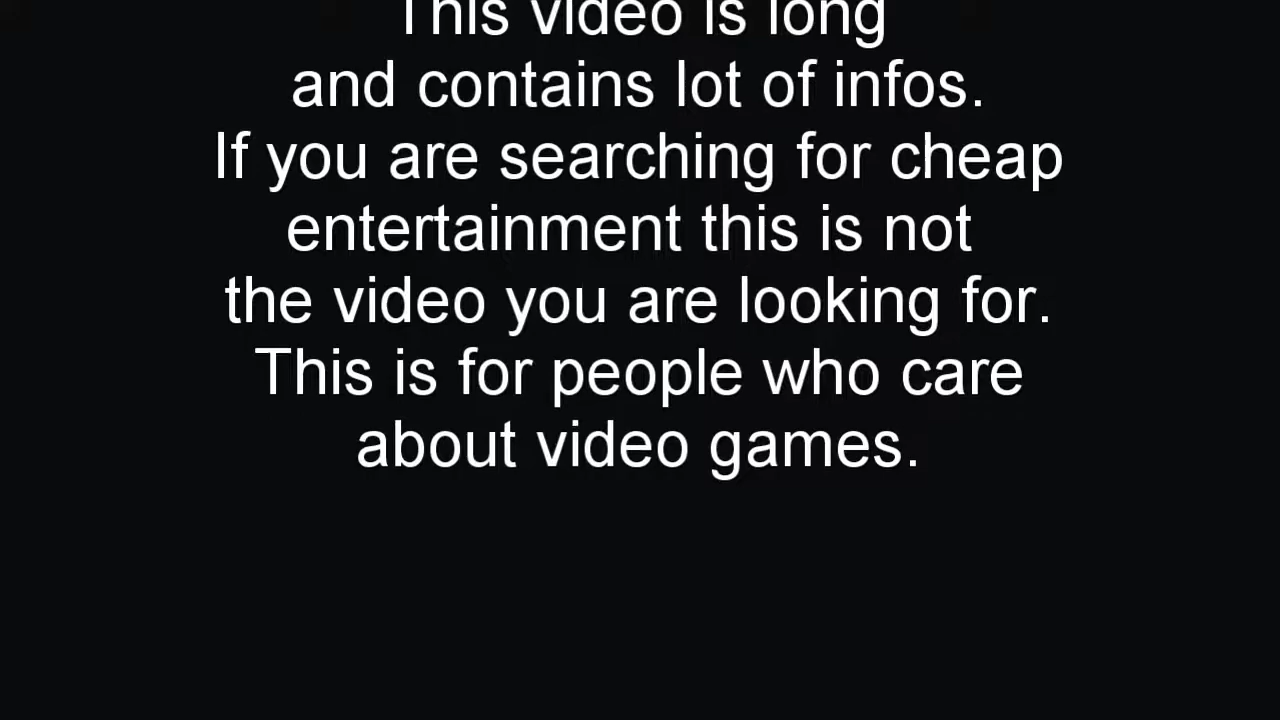 This video is long
and contains lot of infos.
If you are searching for cheap
entertainment this is not
the video you are looking for.
This is for people who care
about video games.